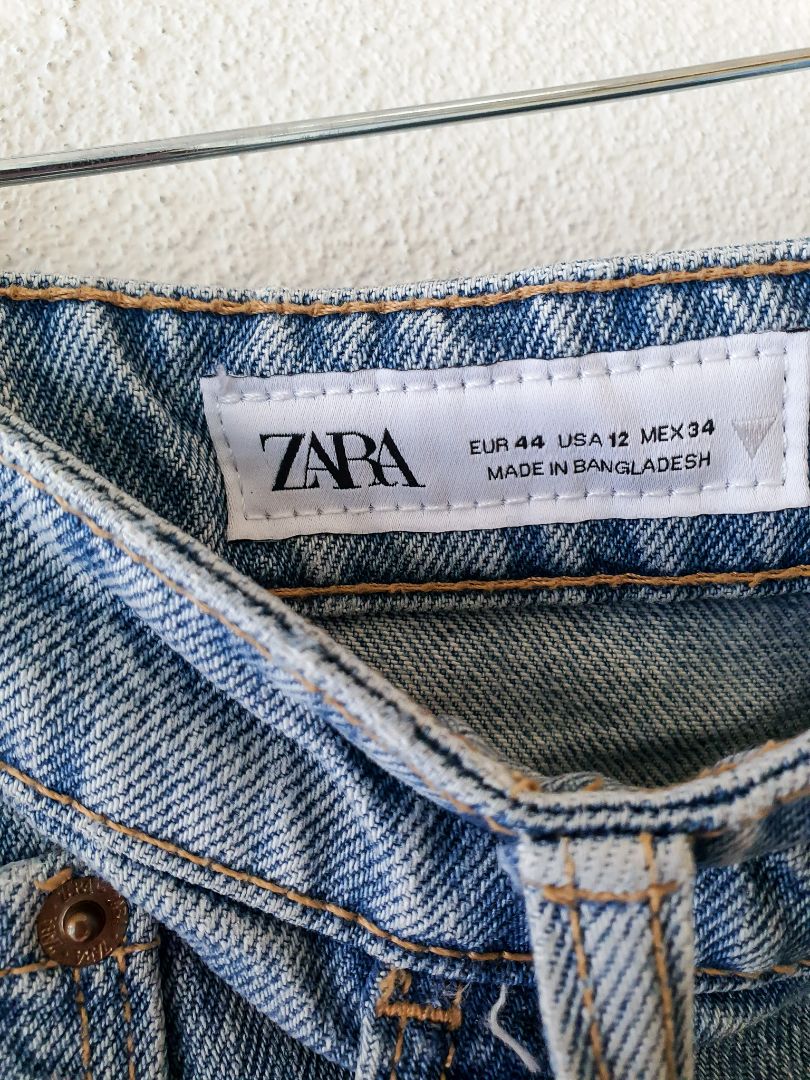 ZARA
EUR 44 USA 12 MEX 34
MADE IN BANGLADESH